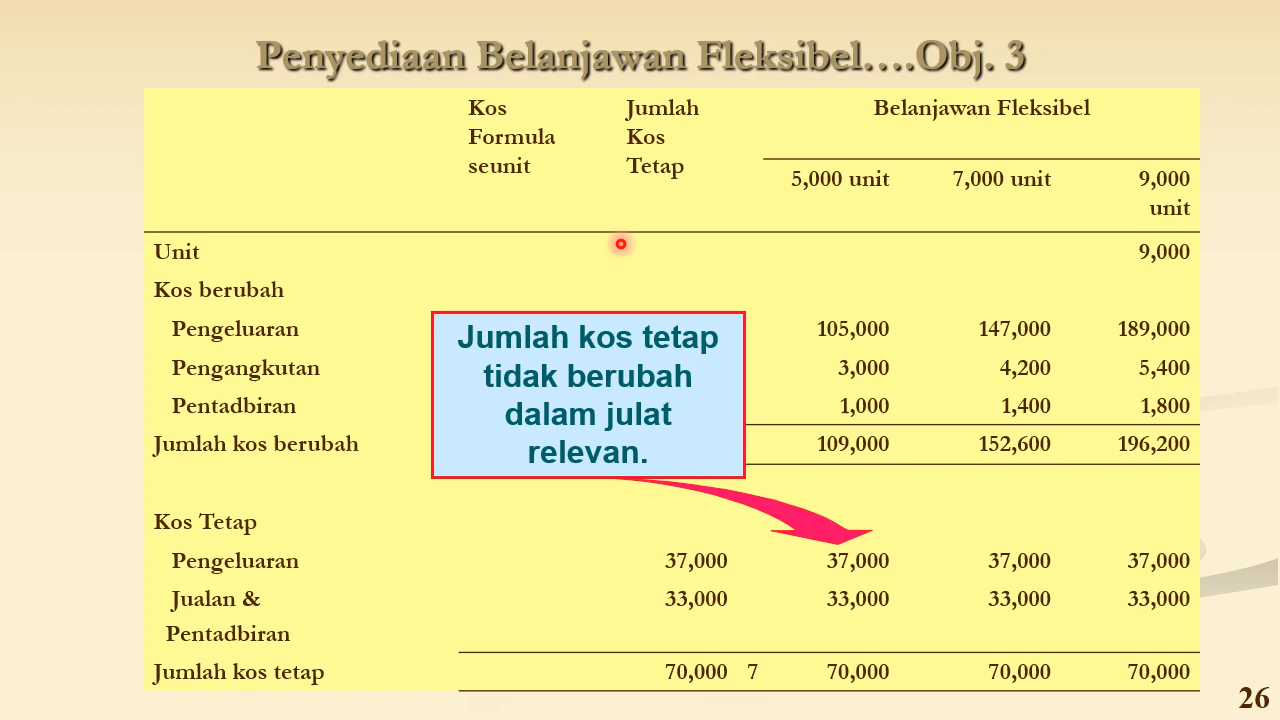 Penyediaan Belanjawan Fleksibel….Obj. 3
Kos Formula seunit Jumlah Kos Tetap Belanjawan Fleksibel
5,000 unit 7,000 unit 9,000 unit
Unit 9,000
Kos berubah
Pengeluaran 105,000 147,000 189,000
Pengangkutan 3,000 4,200 5,400
Pentadbiran 1,000 1,400 1,800
Jumlah kos berubah 109,000 152,600 196,200
Jumlah kos tetap
tidak berubah
dalam julat
relevan.
Kos Tetap
Pengeluaran 37,000 37,000 37,000 37,000
Jualan & 33,000 33,000 33,000 33,000
Pentadbiran
Jumlah kos tetap 70,000 7 70,000 70,000 70,000
26